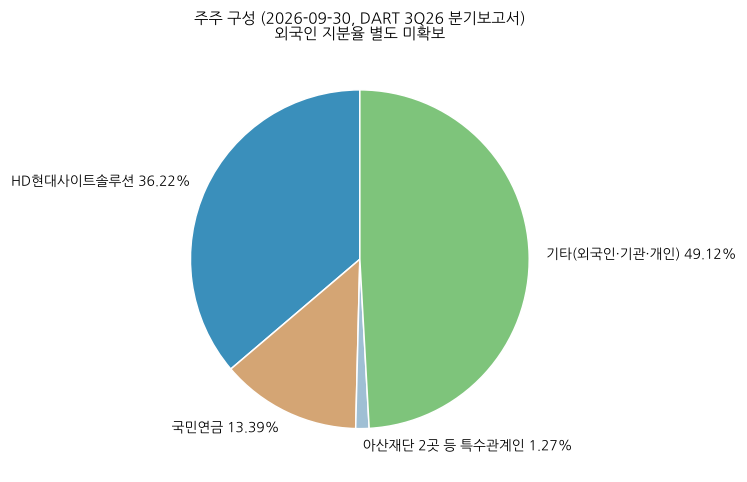 주주 구성 (2026-09-30, DART 3Q26 분기보고서)
외국인 지분율 별도 미확보
HD현대사이트솔루션 36.22%
기타(외국인·기관·개인) 49.12%
국민연금 13.39%
아산재단 2곳 등 특수관계인 1.27%